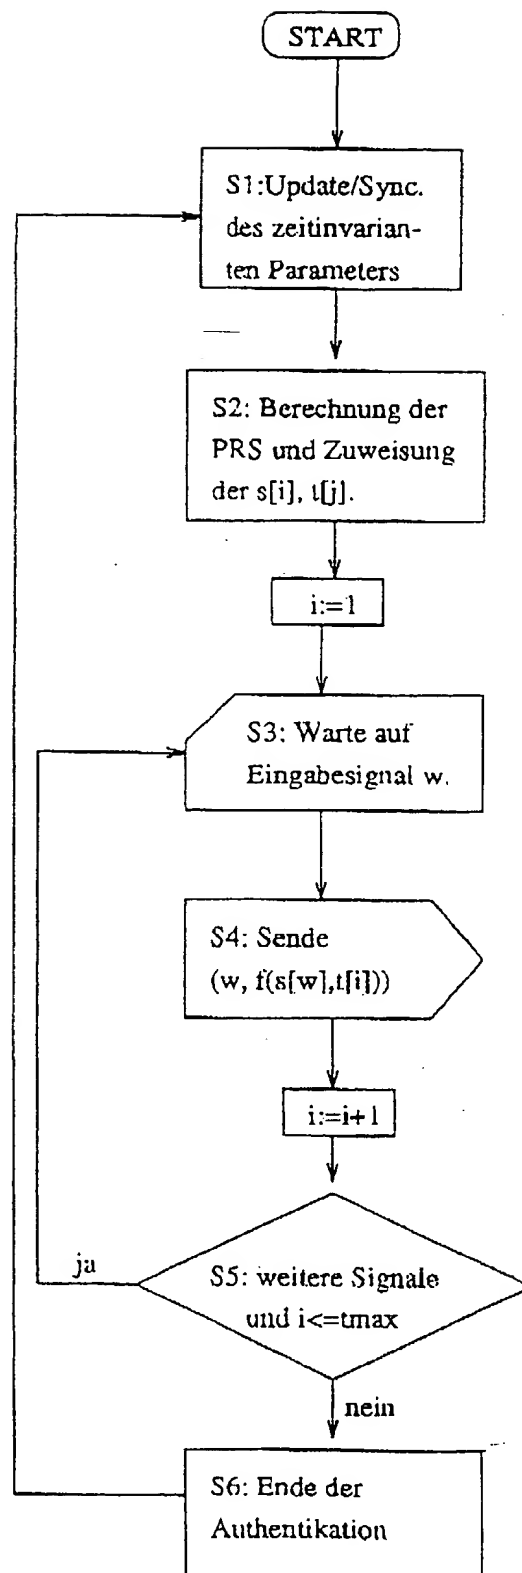 START
S1:Update/Sync.
des zeitinvarian-
ten Parameters
S2: Berechnung der
PRS und Zuweisung
der s[i], t[j].
i:=1
S3: Warte auf
Eingabesignal w.
S4: Sende
(w, f(s[w],t[i]))
i:=i+1
ja
S5: weitere Signale
und i<=tmax
nein
S6: Ende der
Authentikation